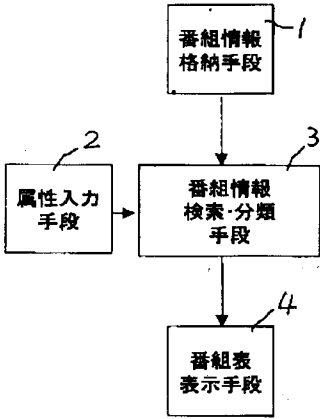 番組情報
格納手段
1
2
属性入力
手段
3
番組情報
検索・分類
手段
4
番組表
表示手段